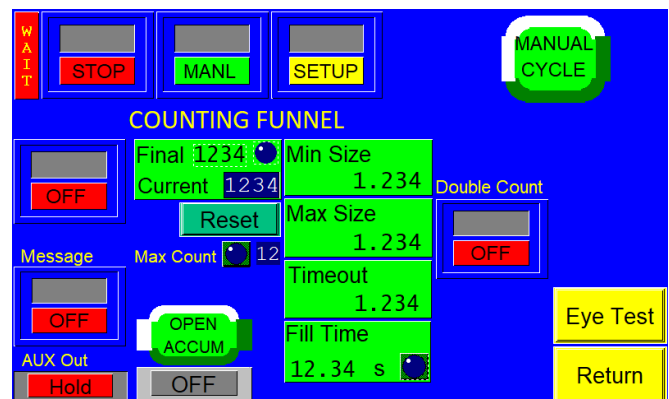 WAIT
STOP
MANL
SETUP
MANUAL
CYCLE
COUNTING FUNNEL
OFF
Final 1234
Current 1234
Reset
Max Count 12
Min Size
1.234
Max Size
1.234
Timeout
1.234
Fill Time
12.34 s
Double Count
OFF
Message
OFF
OPEN
ACCUM
AUX Out
Hold
OFF
Eye Test
Return